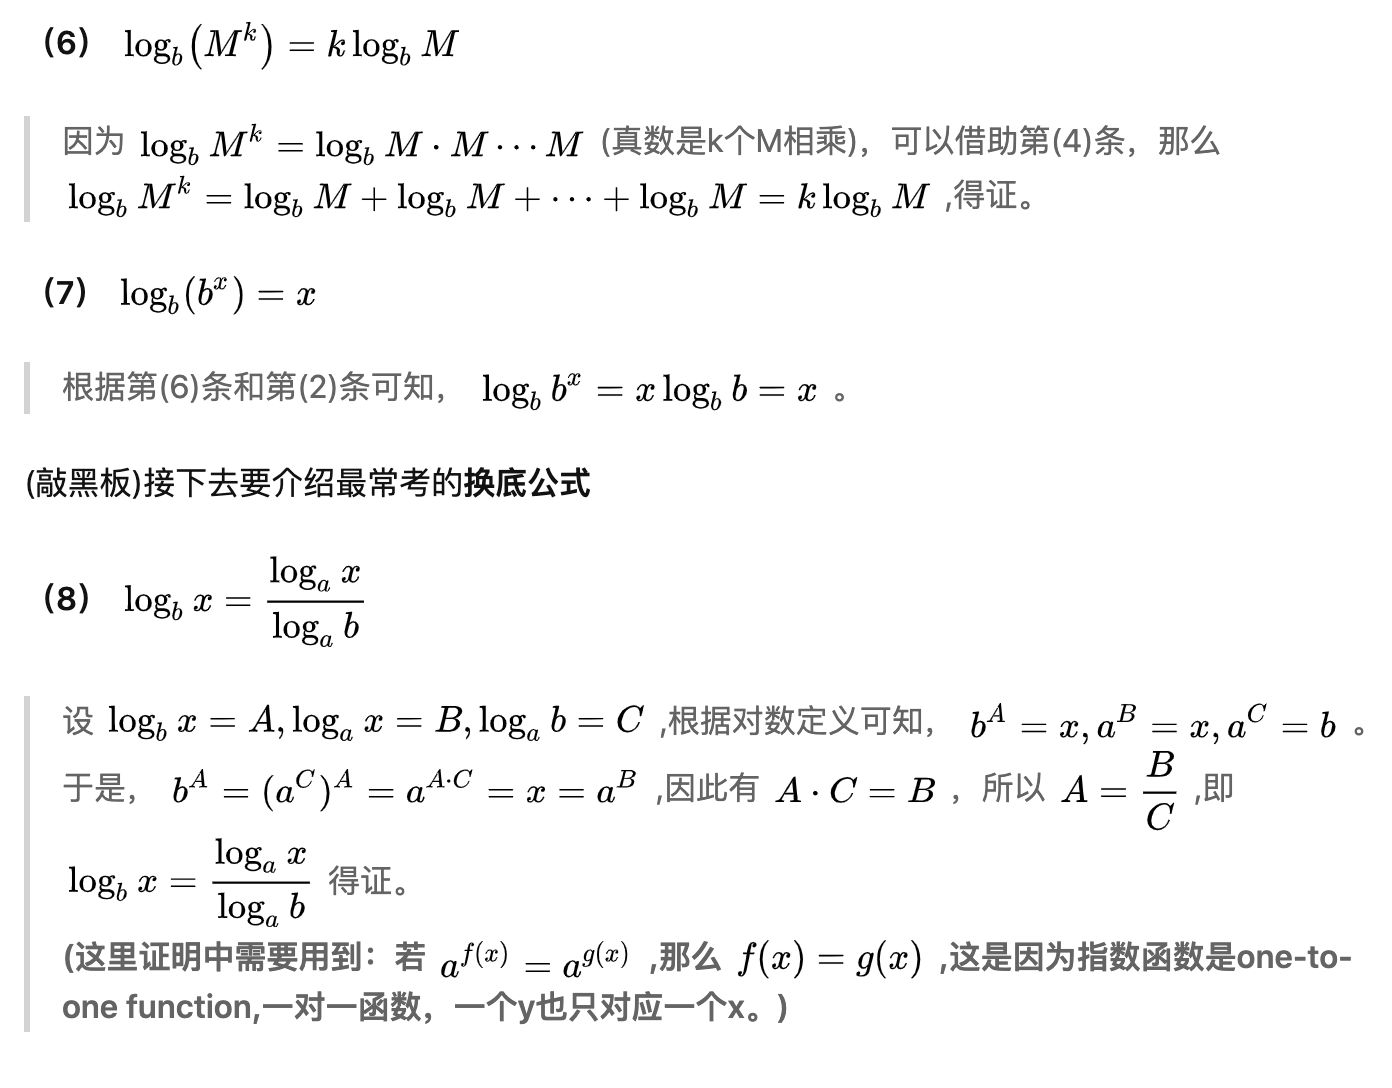 (6) log_b(M^k) = k log_b M
因为 log_b M^k = log_b M · M ⋯ M (真数是k个M相乘)，可以借助第(4)条，那么
log_b M^k = log_b M + log_b M + ⋯ + log_b M = k log_b M ,得证。
(7) log_b(b^x) = x
根据第(6)条和第(2)条可知， log_b b^x = x log_b b = x 。
(敲黑板)接下去要介绍最常考的换底公式
(8) log_b x = \frac{log_a x}{log_a b}
设 log_b x = A, log_a x = B, log_a b = C ,根据对数定义可知， b^A = x, a^B = x, a^C = b 。
于是， b^A = (a^C)^A = a^{A·C} = x = a^B ,因此有 A · C = B ，所以 A = \frac{B}{C} ,即
log_b x = \frac{log_a x}{log_a b} 得证。
(这里证明中需要用到：若 a^{f(x)} = a^{g(x)} ,那么 f(x) = g(x) ,这是因为指数函数是one-to-
one function,一对一函数，一个y也只对应一个x。)